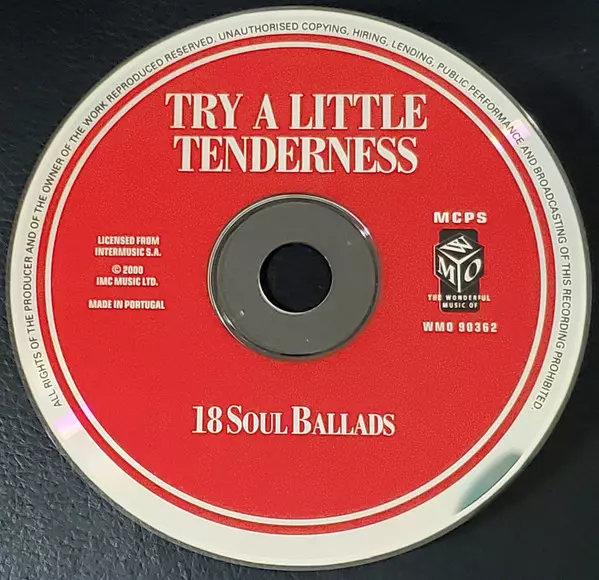 ALL RIGHTS OF THE PRODUCER AND OF THE OWNER OF THE WORK REPRODUCED RESERVED. UNAUTHORISED COPYING, HIRING, LENDING, PUBLIC PERFORMANCE AND BROADCASTING OF THIS RECORDING PROHIBITED.
TRY A LITTLE
TENDERNESS
LICENSED FROM
INTERMUSIC S.A.
© 2000
IMC MUSIC LTD.
MADE IN PORTUGAL
MCPS
W
M O
THE WONDERFUL
MUSIC OF
WMO 90362
18 SOUL BALLADS